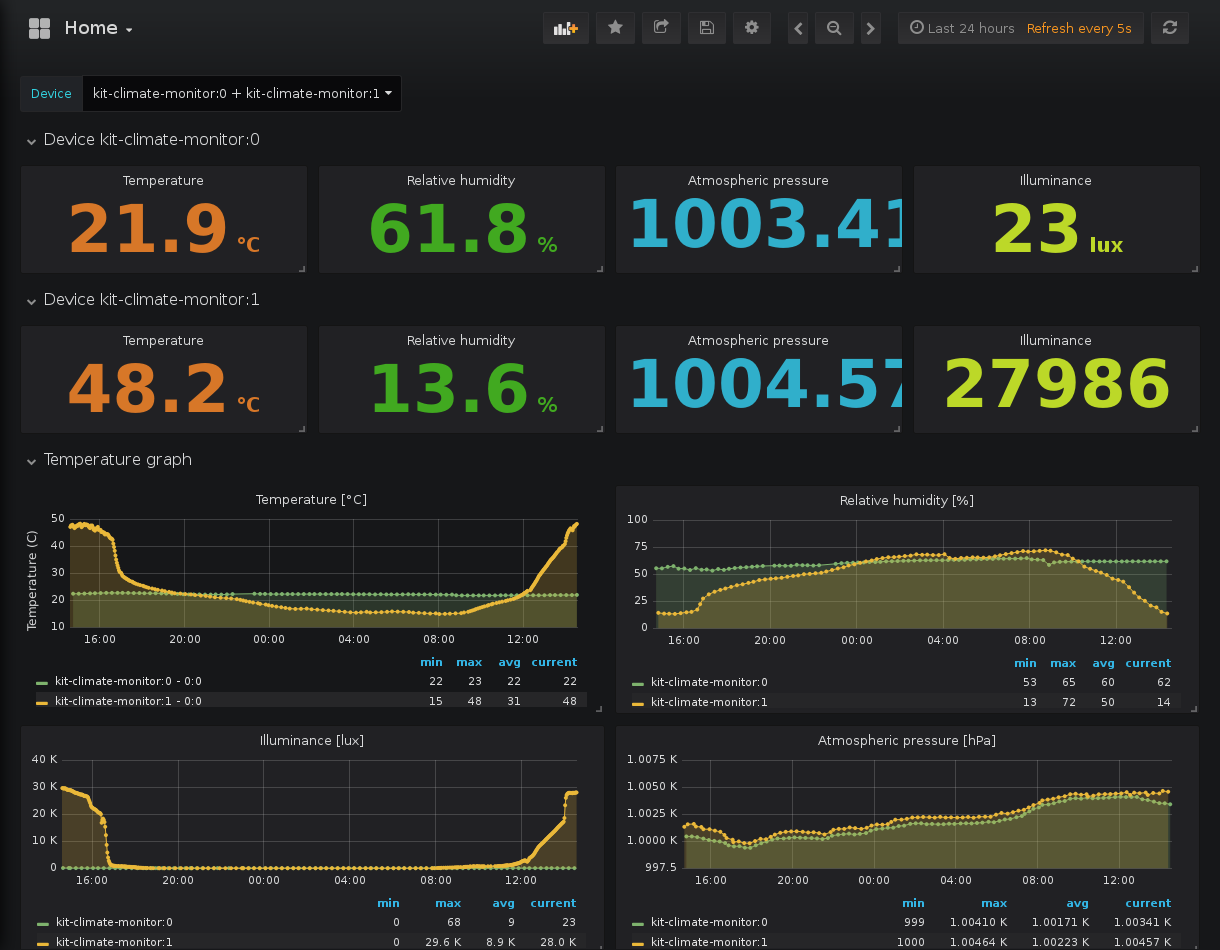 Home
Last 24 hours Refresh every 5s
Device kit-climate-monitor:0 + kit-climate-monitor:1
Device kit-climate-monitor:0
Temperature Relative humidity Atmospheric pressure Illuminance
21.9 °C 61.8 % 1003.41 23 lux
Device kit-climate-monitor:1
Temperature Relative humidity Atmospheric pressure Illuminance
48.2 °C 13.6 % 1004.57 27986
Temperature graph
Temperature [°C]
Temperature (C)
50
40
30
20
10
16:00 20:00 00:00 04:00 08:00 12:00
min max avg current
kit-climate-monitor:0 - 0:0 22 23 22 22
kit-climate-monitor:1 - 0:0 15 48 31 48
Relative humidity [%]
100
75
50
25
0
16:00 20:00 00:00 04:00 08:00 12:00
min max avg current
kit-climate-monitor:0 53 65 60 62
kit-climate-monitor:1 13 72 50 14
Illuminance [lux]
40 K
30 K
20 K
10 K
0
16:00 20:00 00:00 04:00 08:00 12:00
min max avg current
kit-climate-monitor:0 0 68 9 23
kit-climate-monitor:1 0 29.6 K 8.9 K 28.0 K
Atmospheric pressure [hPa]
1.0075 K
1.0050 K
1.0025 K
1.0000 K
997.5
16:00 20:00 00:00 04:00 08:00 12:00
min max avg current
kit-climate-monitor:0 999 1.00410 K 1.00171 K 1.00341 K
kit-climate-monitor:1 1000 1.00464 K 1.00223 K 1.00457 K